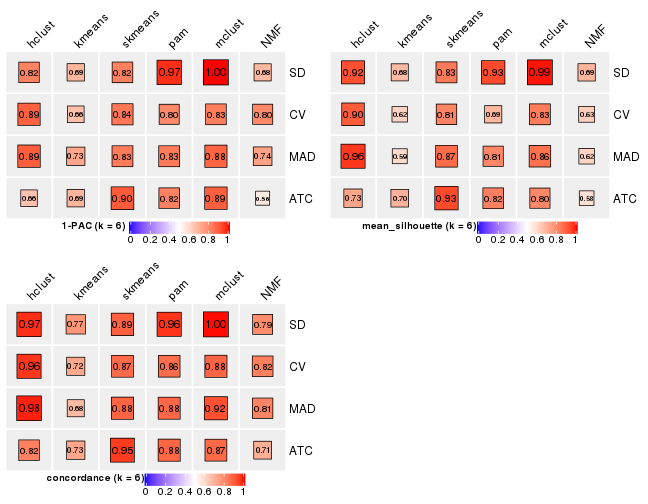 hclust kmeans skmeans pam mclust NMF
0.82 0.69 0.82 0.97 1.00 0.68 SD
0.89 0.66 0.84 0.80 0.83 0.80 CV
0.89 0.73 0.83 0.83 0.88 0.74 MAD
0.66 0.69 0.90 0.82 0.89 0.56 ATC
1-PAC (k = 6)
0 0.2 0.4 0.6 0.8 1
hclust kmeans skmeans pam mclust NMF
0.92 0.68 0.83 0.93 0.99 0.69 SD
0.90 0.62 0.81 0.69 0.83 0.63 CV
0.96 0.59 0.87 0.81 0.86 0.62 MAD
0.73 0.70 0.93 0.82 0.80 0.58 ATC
mean_silhouette (k = 6)
0 0.2 0.4 0.6 0.8 1
hclust kmeans skmeans pam mclust NMF
0.97 0.77 0.89 0.96 1.00 0.79 SD
0.96 0.72 0.87 0.86 0.88 0.82 CV
0.98 0.68 0.88 0.88 0.92 0.81 MAD
0.82 0.73 0.95 0.88 0.87 0.71 ATC
concordance (k = 6)
0 0.2 0.4 0.6 0.8 1